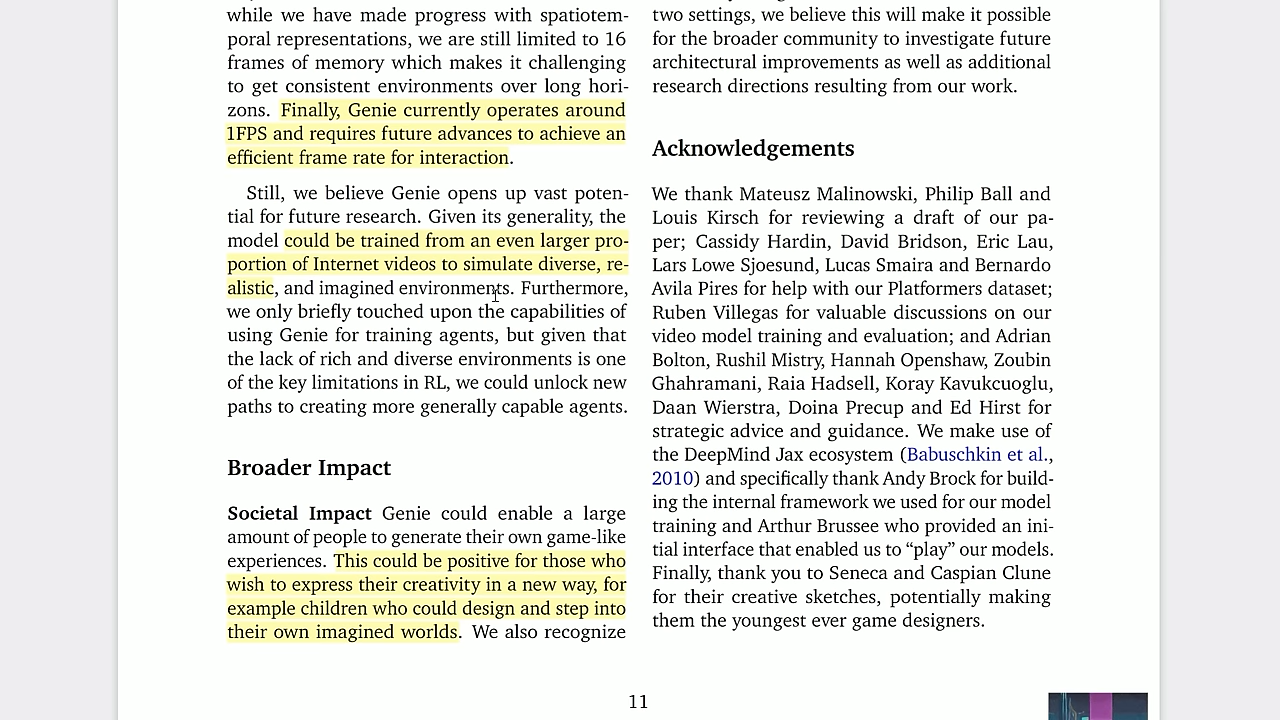 while we have made progress with spatiotem-
poral representations, we are still limited to 16
frames of memory which makes it challenging
to get consistent environments over long hori-
zons. Finally, Genie currently operates around
1FPS and requires future advances to achieve an
efficient frame rate for interaction.
Still, we believe Genie opens up vast poten-
tial for future research. Given its generality, the
model could be trained from an even larger pro-
portion of Internet videos to simulate diverse, re-
alistic, and imagined environments. Furthermore,
we only briefly touched upon the capabilities of
using Genie for training agents, but given that
the lack of rich and diverse environments is one
of the key limitations in RL, we could unlock new
paths to creating more generally capable agents.
Broader Impact
Societal Impact Genie could enable a large
amount of people to generate their own game-like
experiences. This could be positive for those who
wish to express their creativity in a new way, for
example children who could design and step into
their own imagined worlds. We also recognize
two settings, we believe this will make it possible
for the broader community to investigate future
architectural improvements as well as additional
research directions resulting from our work.
Acknowledgements
We thank Mateusz Malinowski, Philip Ball and
Louis Kirsch for reviewing a draft of our pa-
per; Cassidy Hardin, David Bridson, Eric Lau,
Lars Lowe Sjoesund, Lucas Smaira and Bernardo
Avila Pires for help with our Platformers dataset;
Ruben Villegas for valuable discussions on our
video model training and evaluation; and Adrian
Bolton, Rushil Mistry, Hannah Openshaw, Zoubin
Ghahramani, Raia Hadsell, Koray Kavukcuoglu,
Daan Wierstra, Doina Precup and Ed Hirst for
strategic advice and guidance. We make use of
the DeepMind Jax ecosystem (Babuschkin et al.,
2010) and specifically thank Andy Brock for build-
ing the internal framework we used for our model
training and Arthur Brussee who provided an ini-
tial interface that enabled us to “play” our models.
Finally, thank you to Seneca and Caspian Clune
for their creative sketches, potentially making
them the youngest ever game designers.
11